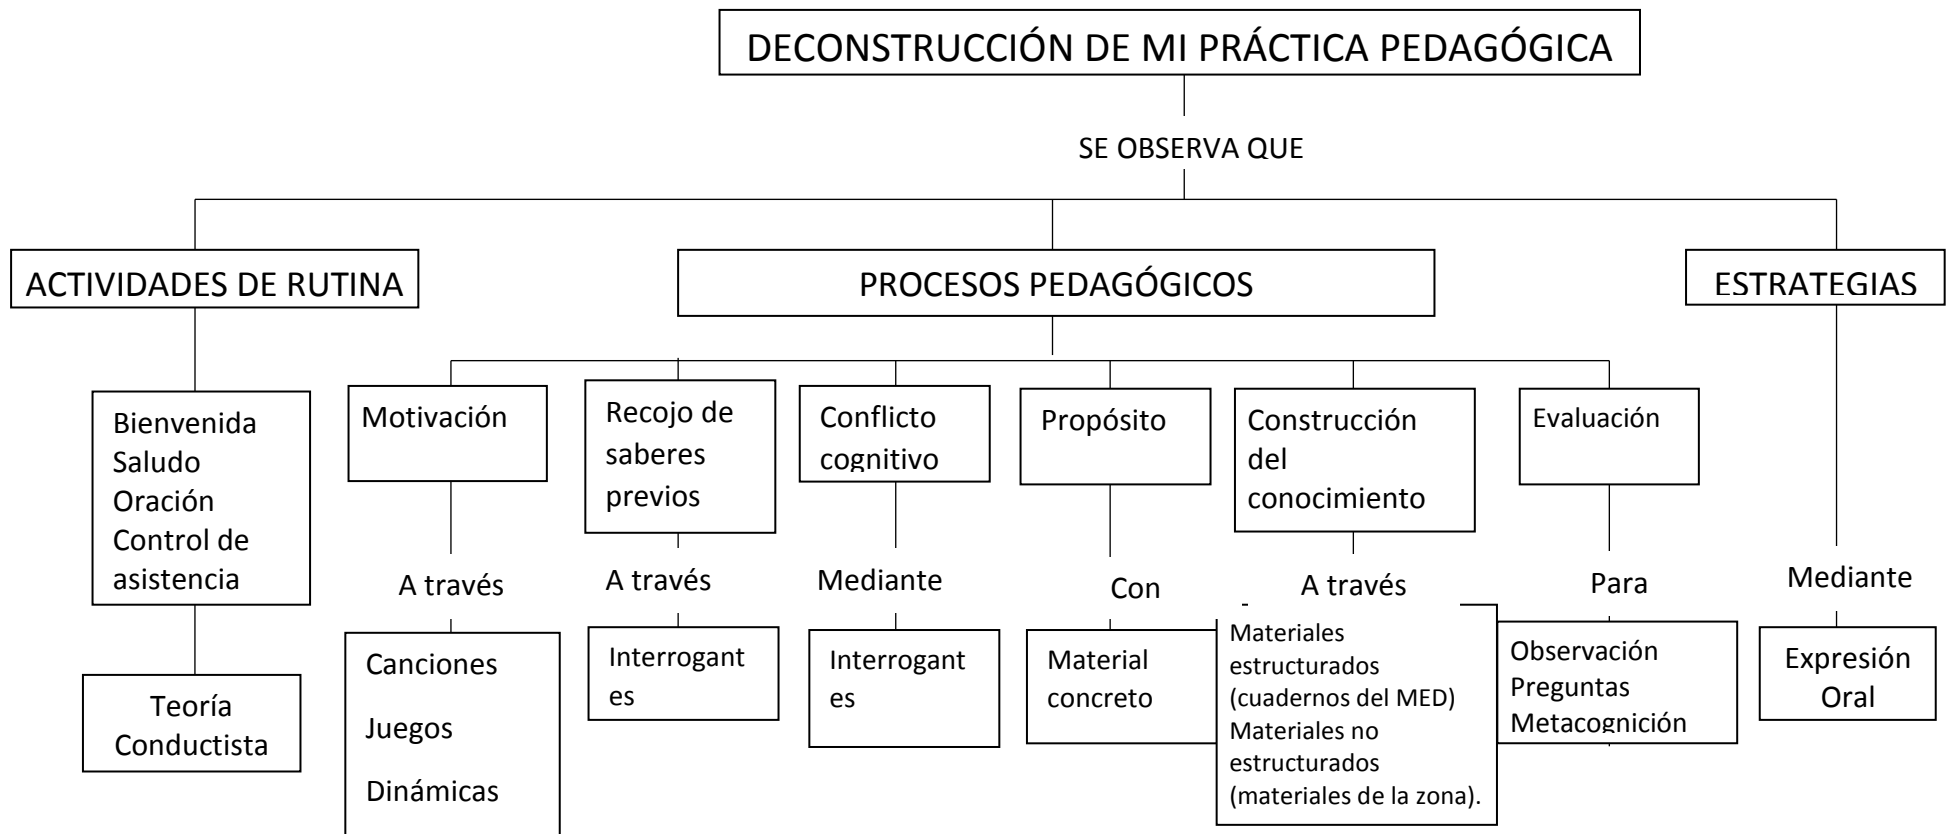 DECONSTRUCCIÓN DE MI PRÁCTICA PEDAGÓGICA
SE OBSERVA QUE
ACTIVIDADES DE RUTINA
PROCESOS PEDAGÓGICOS
ESTRATEGIAS
Bienvenida
Saludo
Oración
Control de
asistencia
Motivación
Recojo de
saberes
previos
Conflicto
cognitivo
Propósito
Construcción
del
conocimiento
Evaluación
A través
A través
Mediante
Con
A través
Para
Mediante
Teoría
Conductista
Canciones
Juegos
Dinámicas
Interrogant
es
Interrogant
es
Material
concreto
Materiales
estructurados
(cuadernos del MED)
Materiales no
estructurados
(materiales de la zona).
Observación
Preguntas
Metacognición
Expresión
Oral